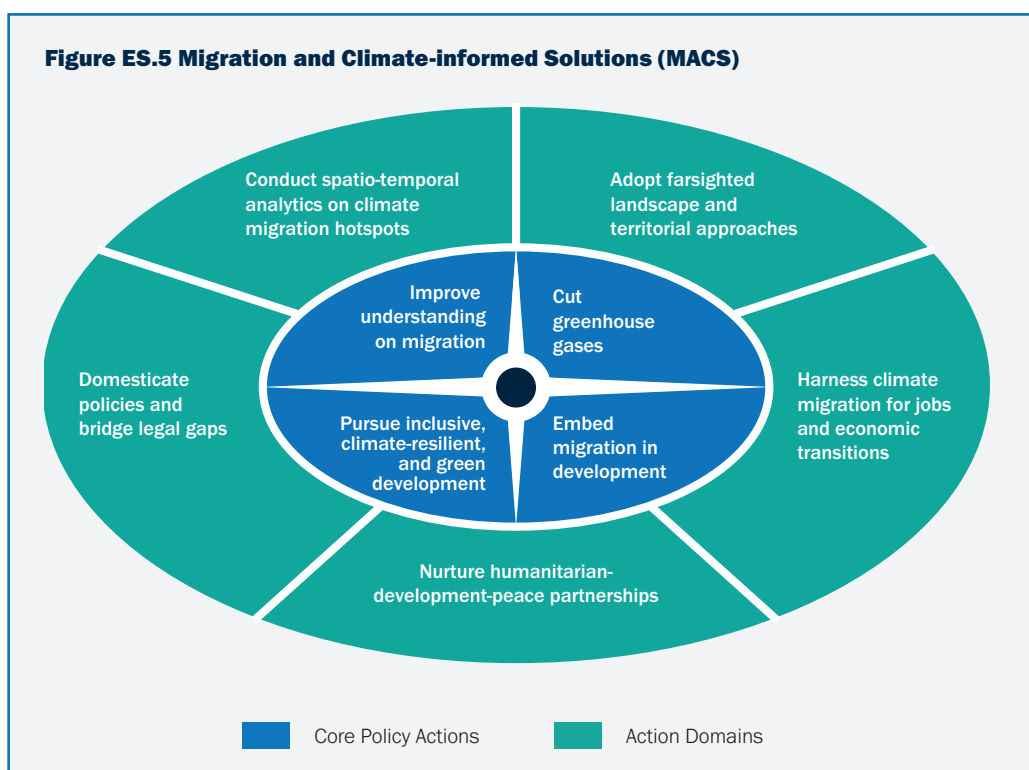 Figure ES.5 Migration and Climate-informed Solutions (MACS)
Conduct spatio-temporal
analytics on climate
migration hotspots
Adopt farsighted
landscape and
territorial approaches
Improve
understanding
on migration
Cut
greenhouse
gases
Domesticate
policies and
bridge legal gaps
Harness climate
migration for jobs
and economic
transitions
Pursue inclusive,
climate-resilient,
and green
development
Embed
migration in
development
Nurture humanitarian-
development-peace partnerships
Core Policy Actions
Action Domains